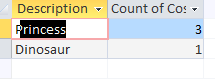 Description Count of Cos
Princess 3
Dinosaur 1